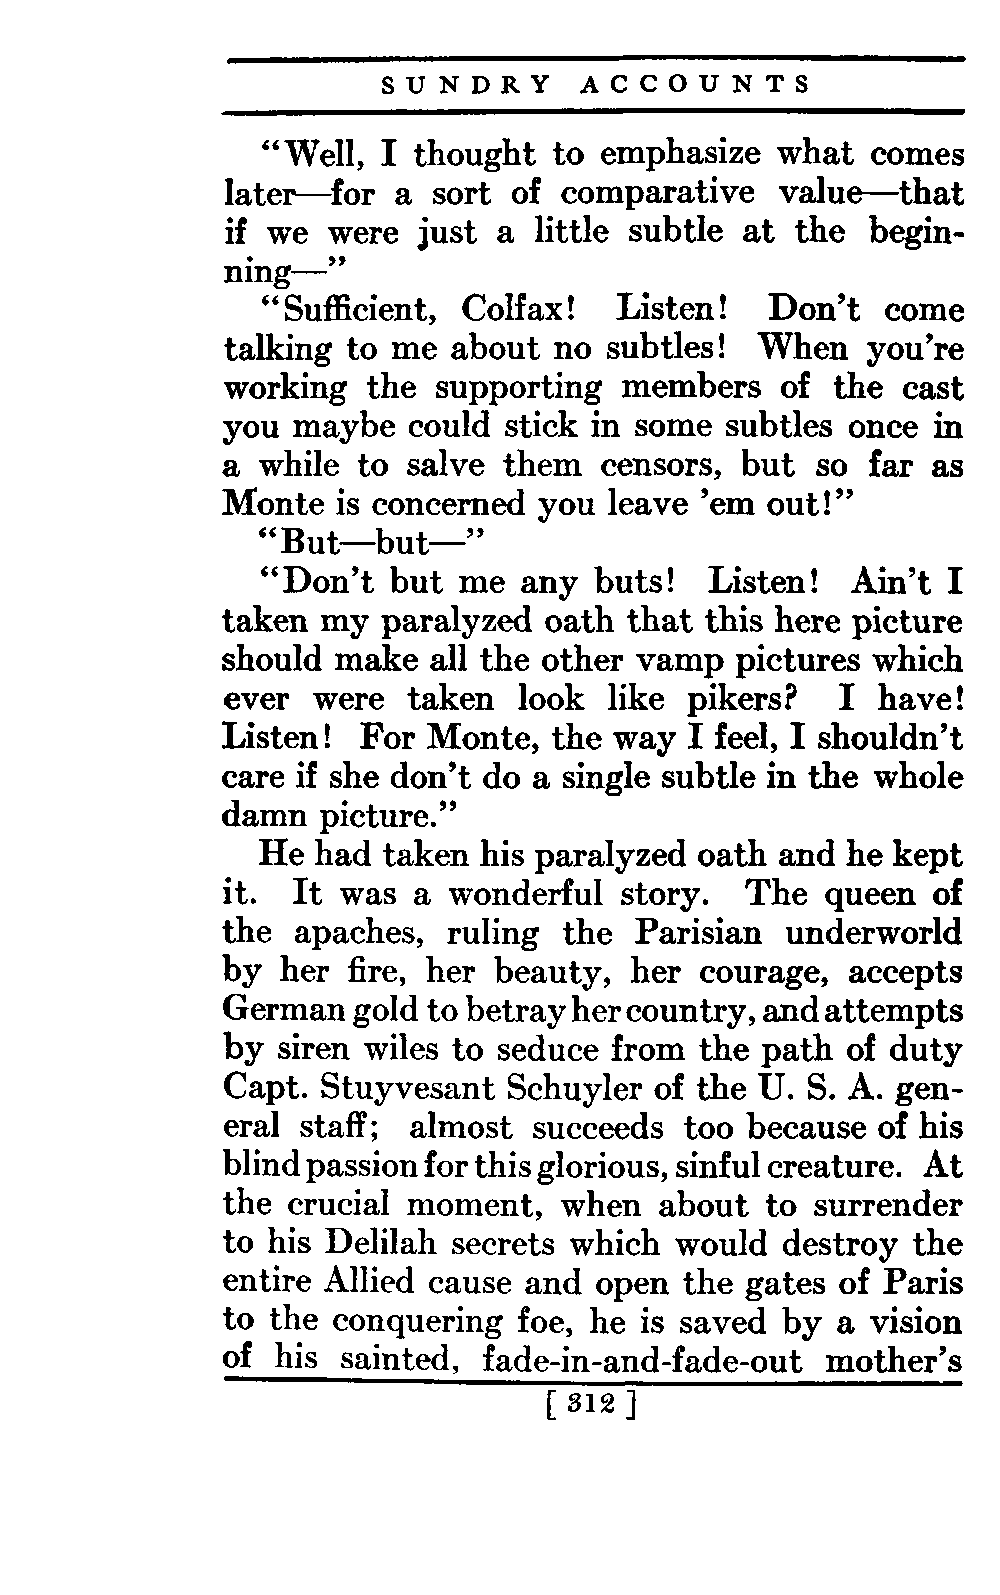 SUNDRY ACCOUNTS
“Well, I thought to emphasize what comes
later—for a sort of comparative value—that
if we were just a little subtle at the begin-
ning—”
“Sufficient, Colfax! Listen! Don’t come
talking to me about no subtles! When you’re
working the supporting members of the cast
you maybe could stick in some subtles once in
a while to salve them censors, but so far as
Monte is concerned you leave ’em out!”
“But—but—”
“Don’t but me any buts! Listen! Ain’t I
taken my paralyzed oath that this here picture
should make all the other vamp pictures which
ever were taken look like pikers? I have!
Listen! For Monte, the way I feel, I shouldn’t
care if she don’t do a single subtle in the whole
damn picture.”
He had taken his paralyzed oath and he kept
it. It was a wonderful story. The queen of
the apaches, ruling the Parisian underworld
by her fire, her beauty, her courage, accepts
German gold to betray her country, and attempts
by siren wiles to seduce from the path of duty
Capt. Stuyvesant Schuyler of the U. S. A. gen-
eral staff; almost succeeds too because of his
blind passion for this glorious, sinful creature. At
the crucial moment, when about to surrender
to his Delilah secrets which would destroy the
entire Allied cause and open the gates of Paris
to the conquering foe, he is saved by a vision
of his sainted, fade-in-and-fade-out mother’s
[ 312 ]